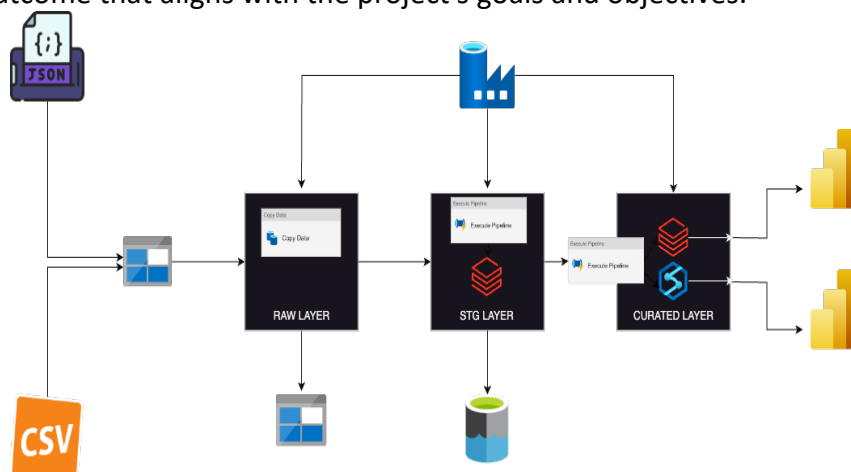 utcome that aligns with the project's goals and objectives.
{;}
JSON
Copy Data
Copy Data
RAW LAYER
Execute Pipeline
Execute Pipeline
STG LAYER
Execute Pipeline
Execute Pipeline
CURATED LAYER
CSV